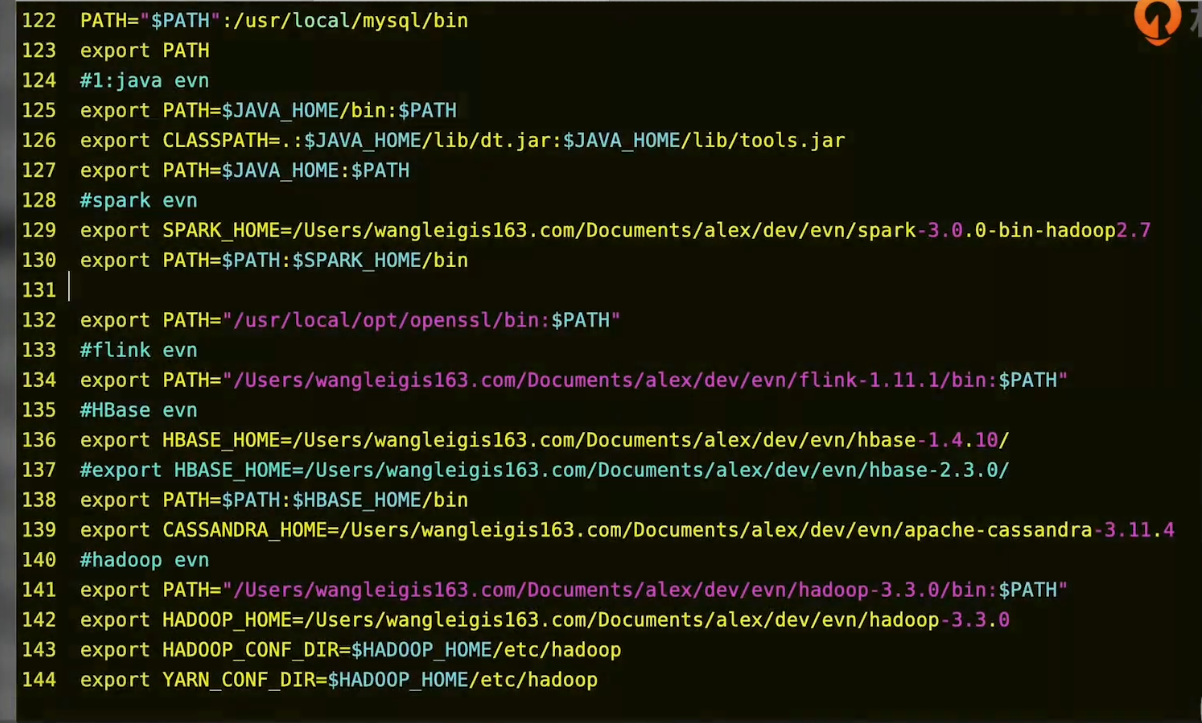 122 PATH="$PATH":/usr/local/mysql/bin
123 export PATH
124 #1:java evn
125 export PATH=$JAVA_HOME/bin:$PATH
126 export CLASSPATH=.:$JAVA_HOME/lib/dt.jar:$JAVA_HOME/lib/tools.jar
127 export PATH=$JAVA_HOME:$PATH
128 #spark evn
129 export SPARK_HOME=/Users/wangleigis163.com/Documents/alex/dev/evn/spark-3.0.0-bin-hadoop2.7
130 export PATH=$PATH:$SPARK_HOME/bin
131
132 export PATH="/usr/local/opt/openssl/bin:$PATH"
133 #flink evn
134 export PATH="/Users/wangleigis163.com/Documents/alex/dev/evn/flink-1.11.1/bin:$PATH"
135 #HBase evn
136 export HBASE_HOME=/Users/wangleigis163.com/Documents/alex/dev/evn/hbase-1.4.10/
137 #export HBASE_HOME=/Users/wangleigis163.com/Documents/alex/dev/evn/hbase-2.3.0/
138 export PATH=$PATH:$HBASE_HOME/bin
139 export CASSANDRA_HOME=/Users/wangleigis163.com/Documents/alex/dev/evn/apache-cassandra-3.11.4
140 #hadoop evn
141 export PATH="/Users/wangleigis163.com/Documents/alex/dev/evn/hadoop-3.3.0/bin:$PATH"
142 export HADOOP_HOME=/Users/wangleigis163.com/Documents/alex/dev/evn/hadoop-3.3.0
143 export HADOOP_CONF_DIR=$HADOOP_HOME/etc/hadoop
144 export YARN_CONF_DIR=$HADOOP_HOME/etc/hadoop